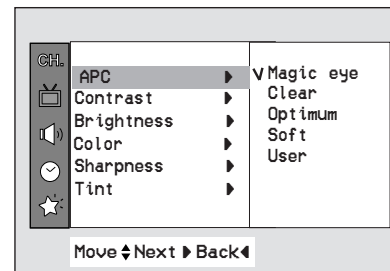 CH.
APC
Contrast
Brightness
Color
Sharpness
Tint
√ Magic eye
Clear
Optimum
Soft
User
Move ▲▼ Next ▶ Back ◀